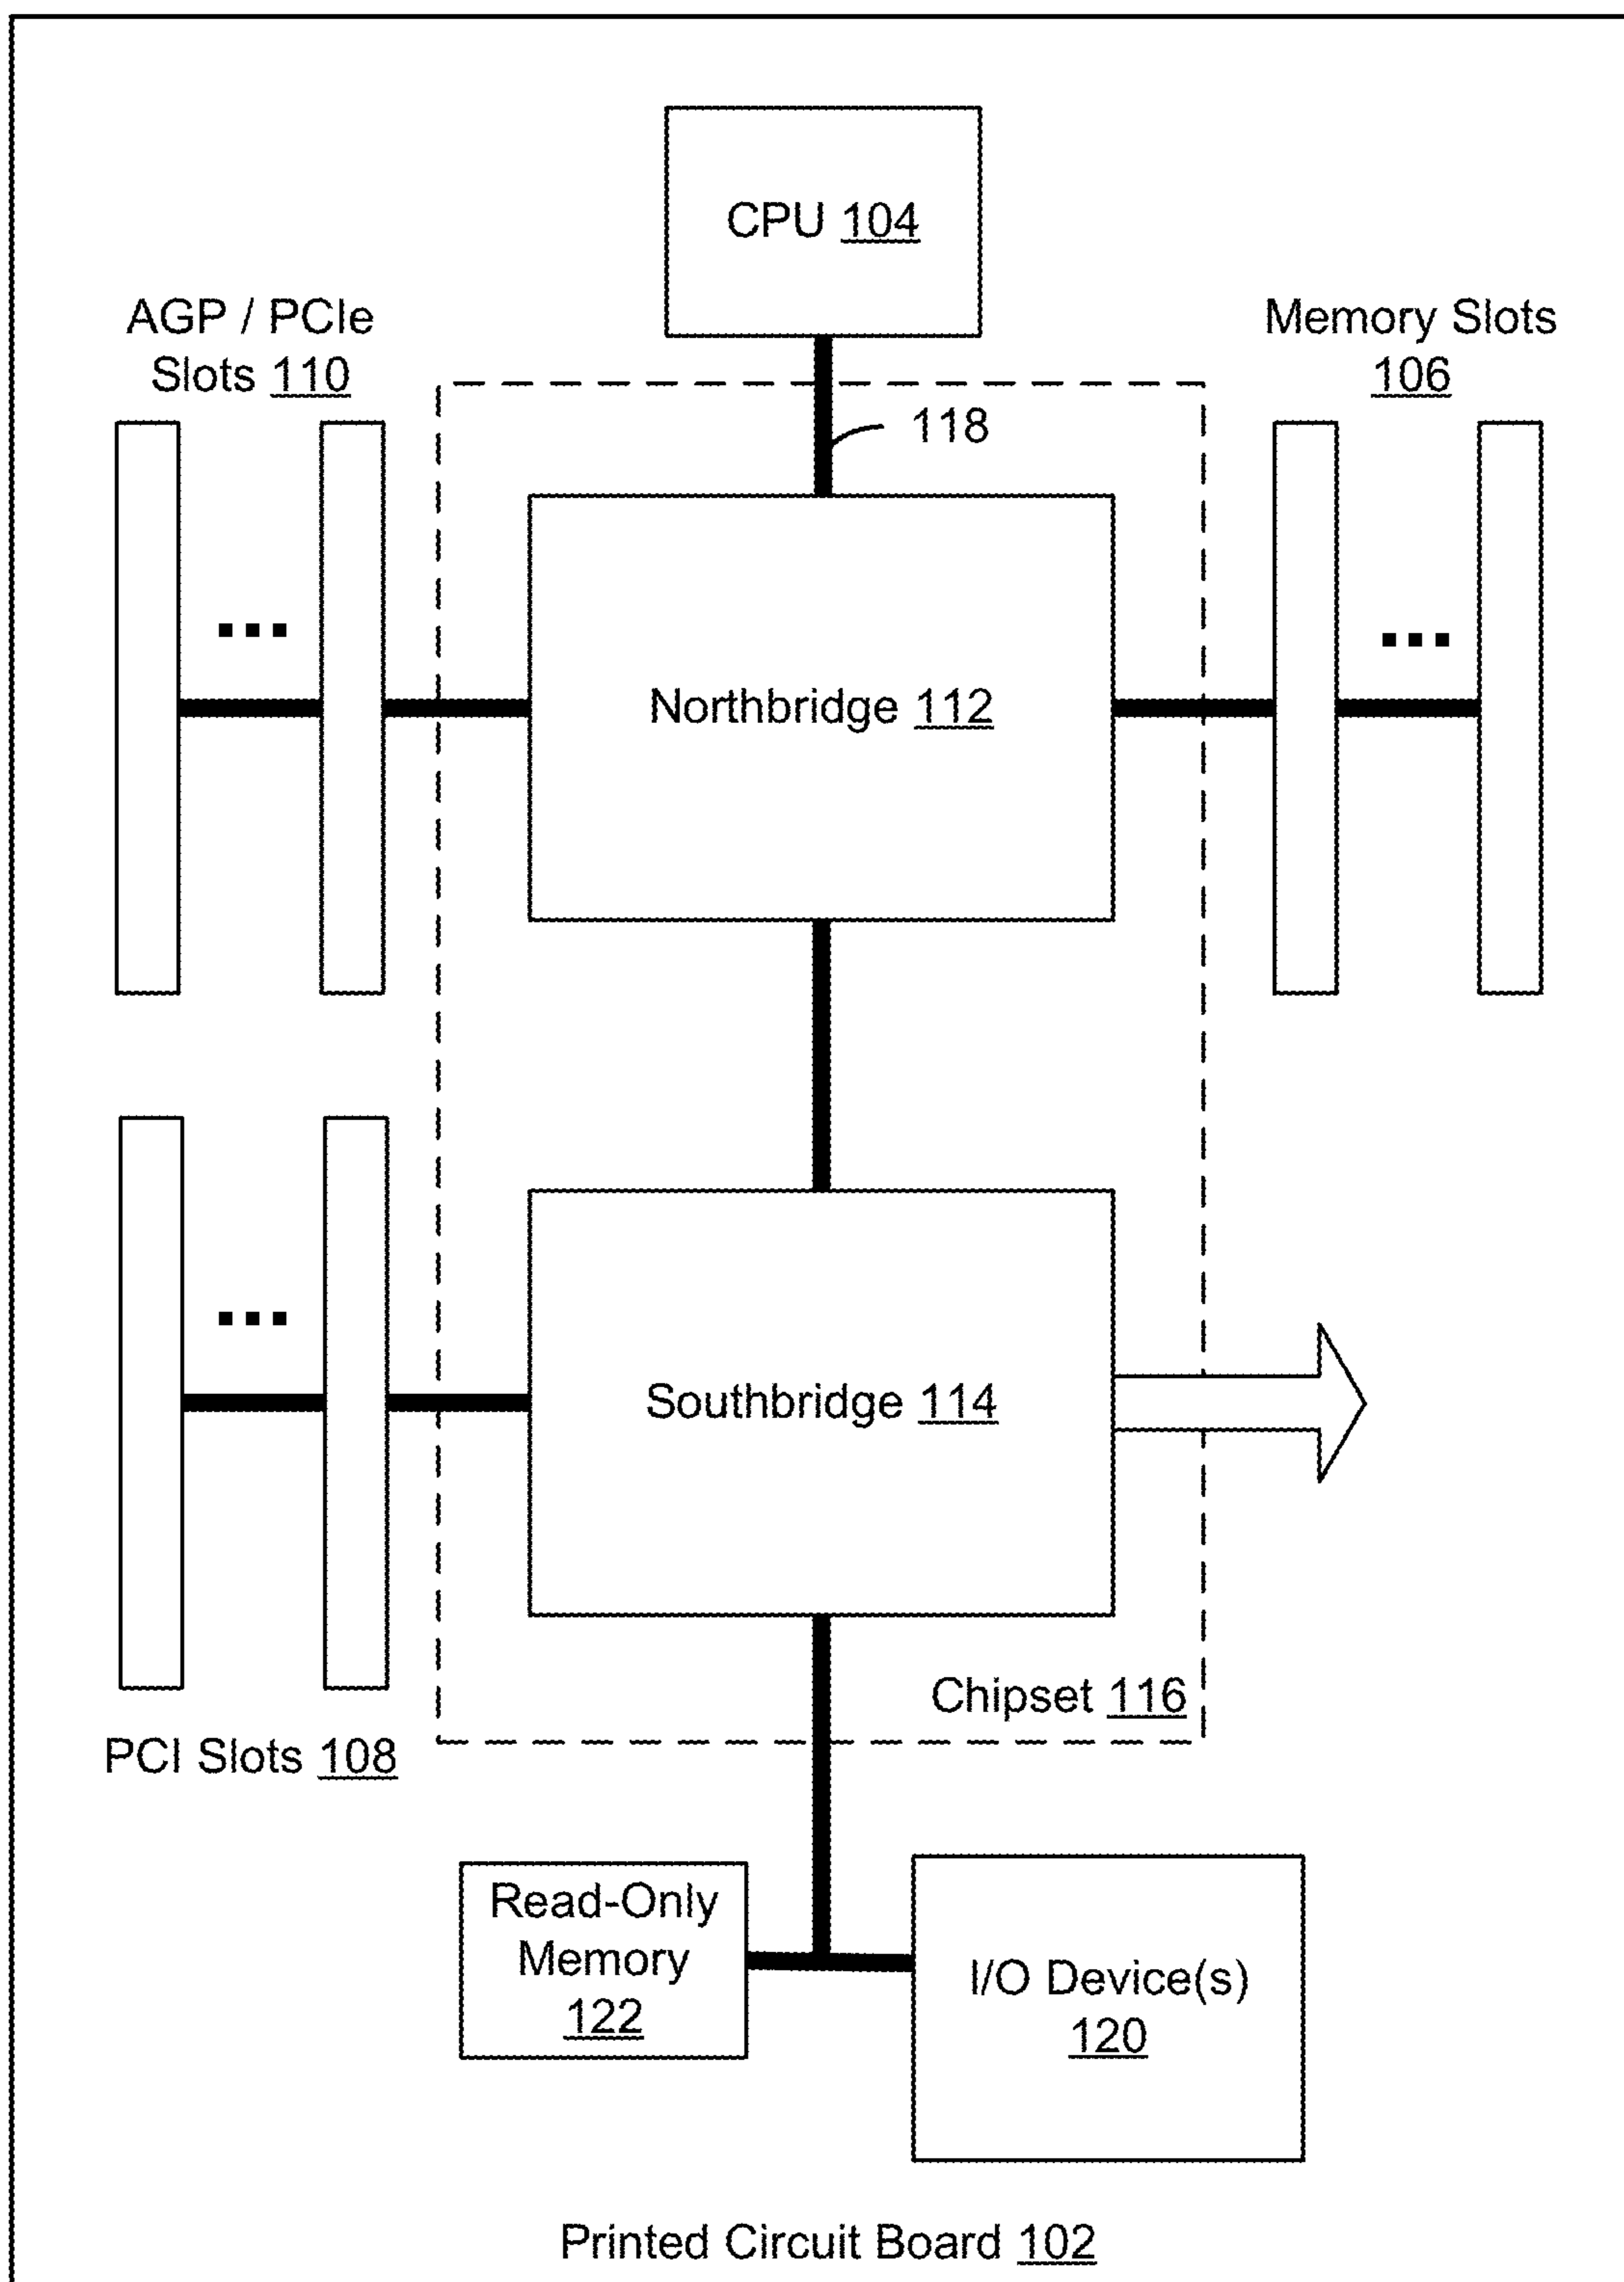 CPU 104
AGP / PCIe
Slots 110
Memory Slots
106
118
Northbridge 112
Southbridge 114
Chipset 116
PCI Slots 108
Read-Only
Memory
122
I/O Device(s)
120
Printed Circuit Board 102